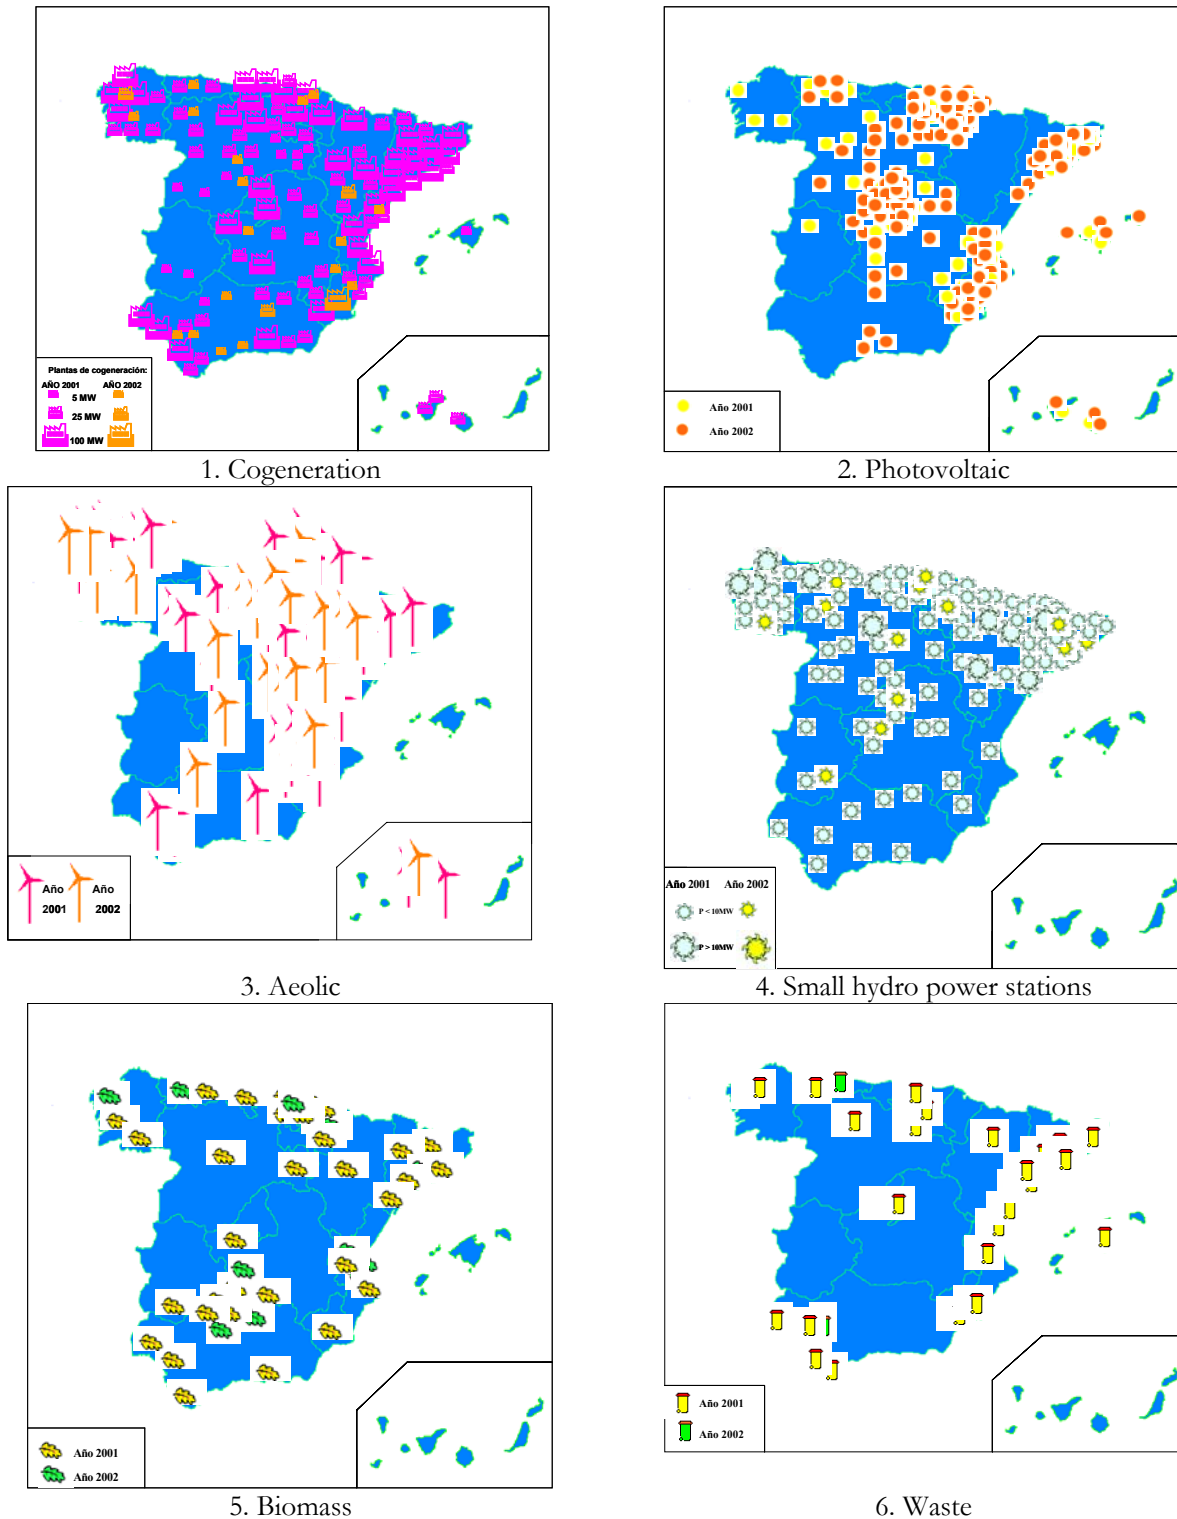 Plantas de cogeneración:
AÑO 2001 AÑO 2002
5 MW
25 MW
100 MW
1. Cogeneration
Año 2001
Año 2002
2. Photovoltaic
Año Año
2001 2002
3. Aeolic
Año 2001 Año 2002
P < 10MW
P > 10MW
4. Small hydro power stations
Año 2001
Año 2002
5. Biomass
Año 2001
Año 2002
6. Waste